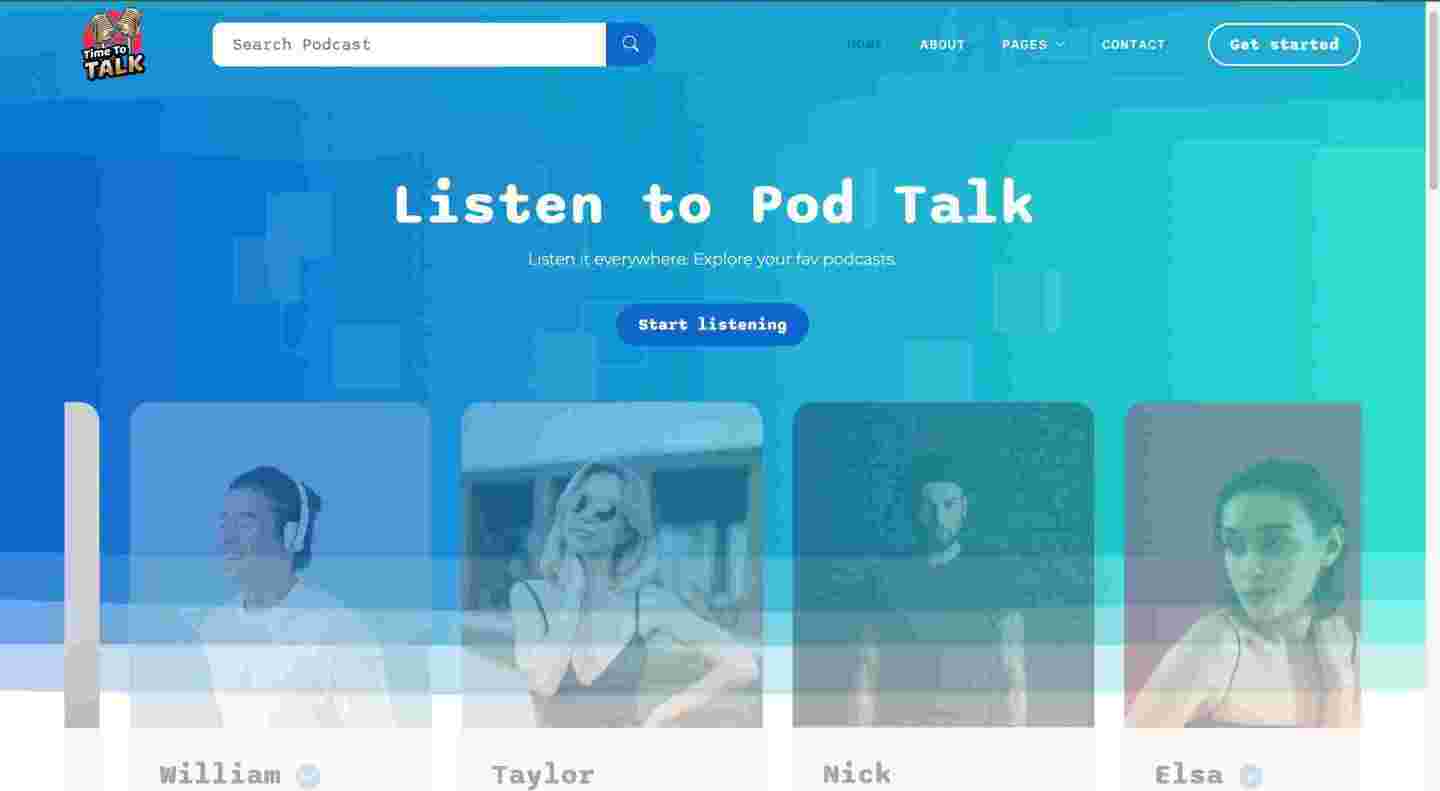 Time To
TALK
Search Podcast
HOME
ABOUT
PAGES
CONTACT
Get started
Listen to Pod Talk
Listen it everywhere. Explore your fav podcasts.
Start listening
William
Taylor
Nick
Elsa